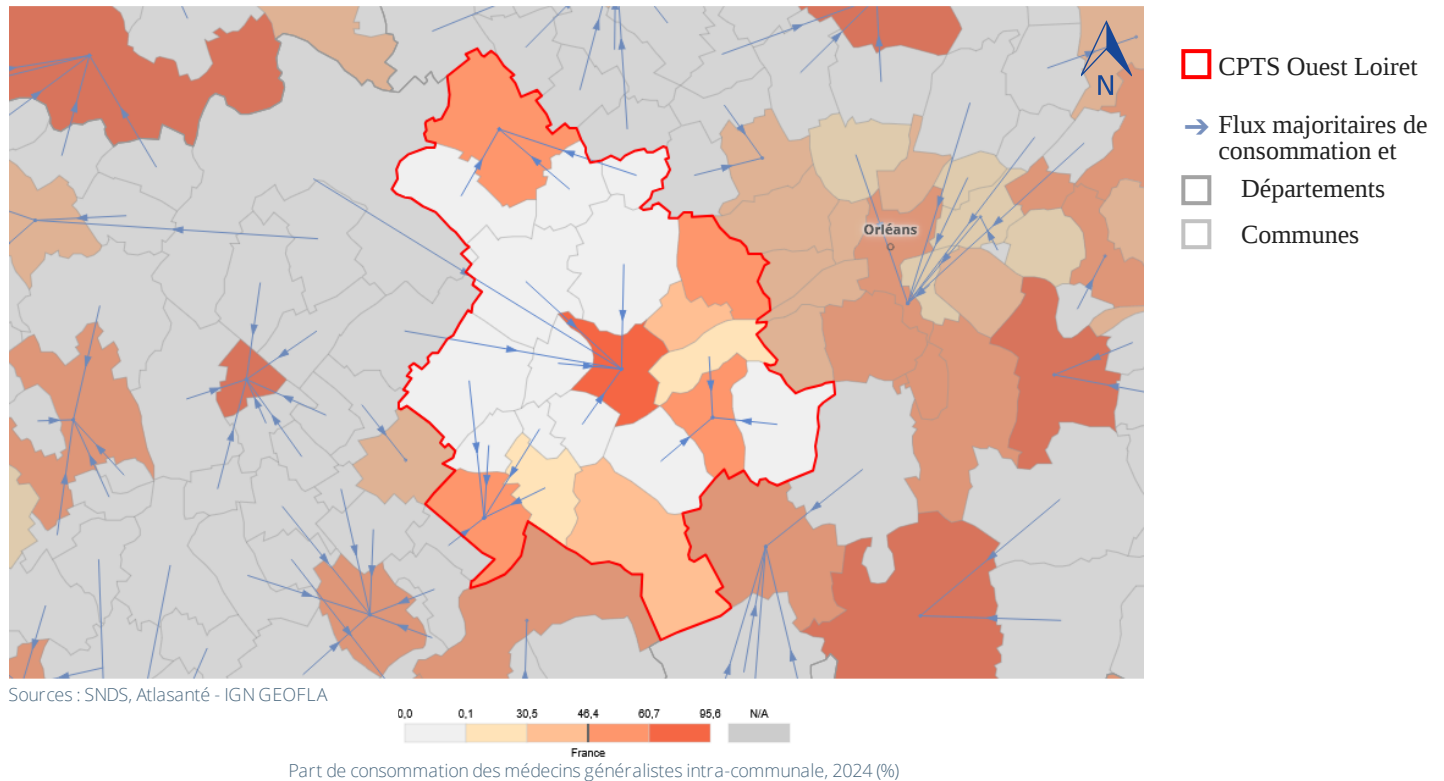 N
Orléans
CPTS Ouest Loiret
Flux majoritaires de
consommation et
Départements
Communes
Sources : SNDS, Atlasanté - IGN GEOFLA
0,0 0,1 30,5 46,4 60,7 95,6 N/A
France
Part de consommation des médecins généralistes intra-communale, 2024 (%)